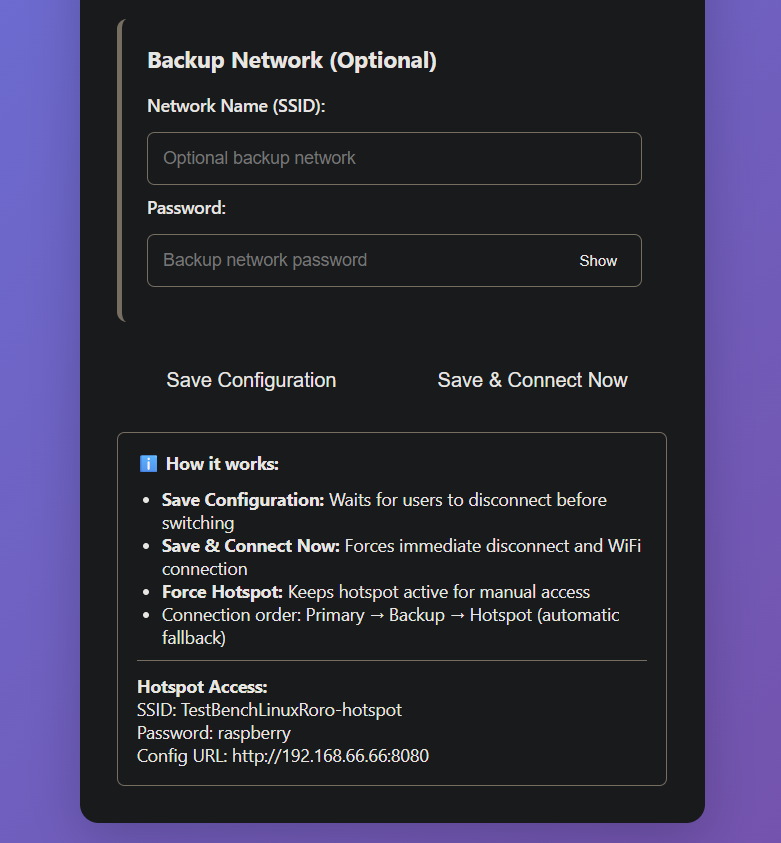 Backup Network (Optional)
Network Name (SSID):
Optional backup network
Password:
Backup network password
Show
Save Configuration
Save & Connect Now
ℹ️ How it works:
• Save Configuration: Waits for users to disconnect before
switching
• Save & Connect Now: Forces immediate disconnect and WiFi
connection
• Force Hotspot: Keeps hotspot active for manual access
• Connection order: Primary → Backup → Hotspot (automatic
fallback)
Hotspot Access:
SSID: TestBenchLinuxRoro-hotspot
Password: raspberry
Config URL: http://192.168.66.66:8080